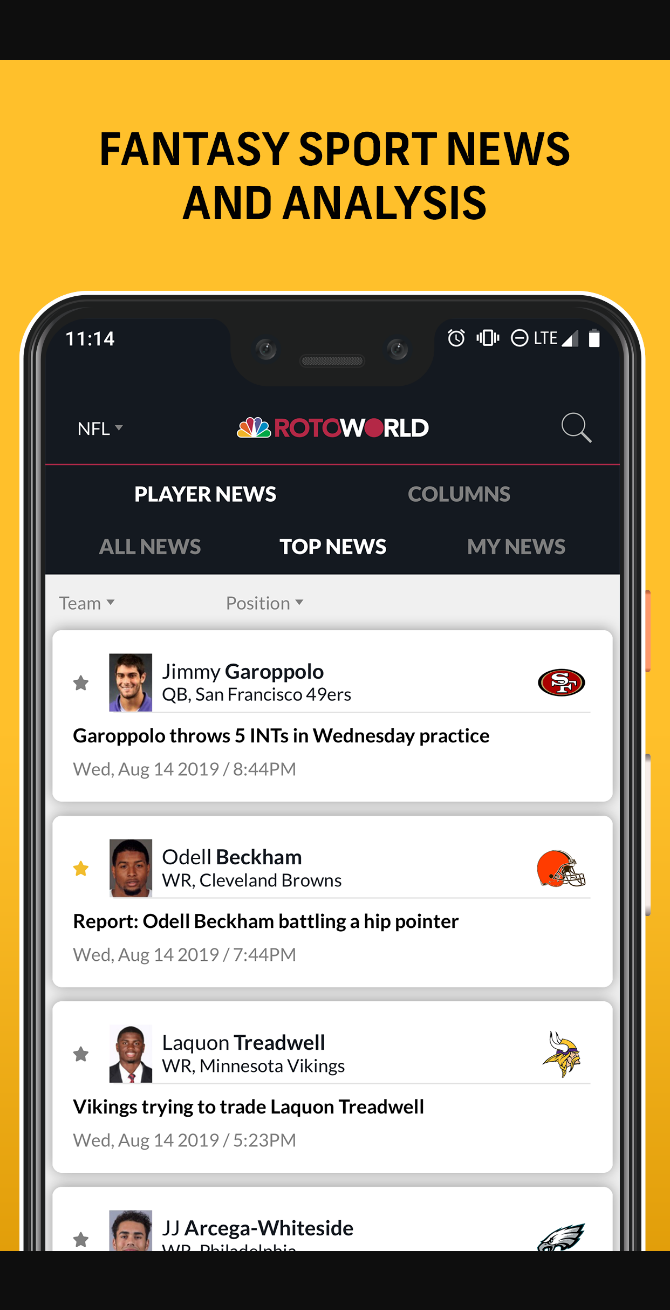 FANTASY SPORT NEWS
AND ANALYSIS
11:14
LTE
NFL
ROTOWORLD
PLAYER NEWS
COLUMNS
ALL NEWS
TOP NEWS
MY NEWS
Team
Position
Jimmy Garoppolo
SF
QB, San Francisco 49ers
Garoppolo throws 5 INTs in Wednesday practice
Wed, Aug 14 2019 / 8:44PM
Odell Beckham
WR, Cleveland Browns
Report: Odell Beckham battling a hip pointer
Wed, Aug 14 2019 / 7:44PM
Laquon Treadwell
WR, Minnesota Vikings
Vikings trying to trade Laquon Treadwell
Wed, Aug 14 2019 / 5:23PM
JJ Arcega-Whiteside
WR, Philadelphia